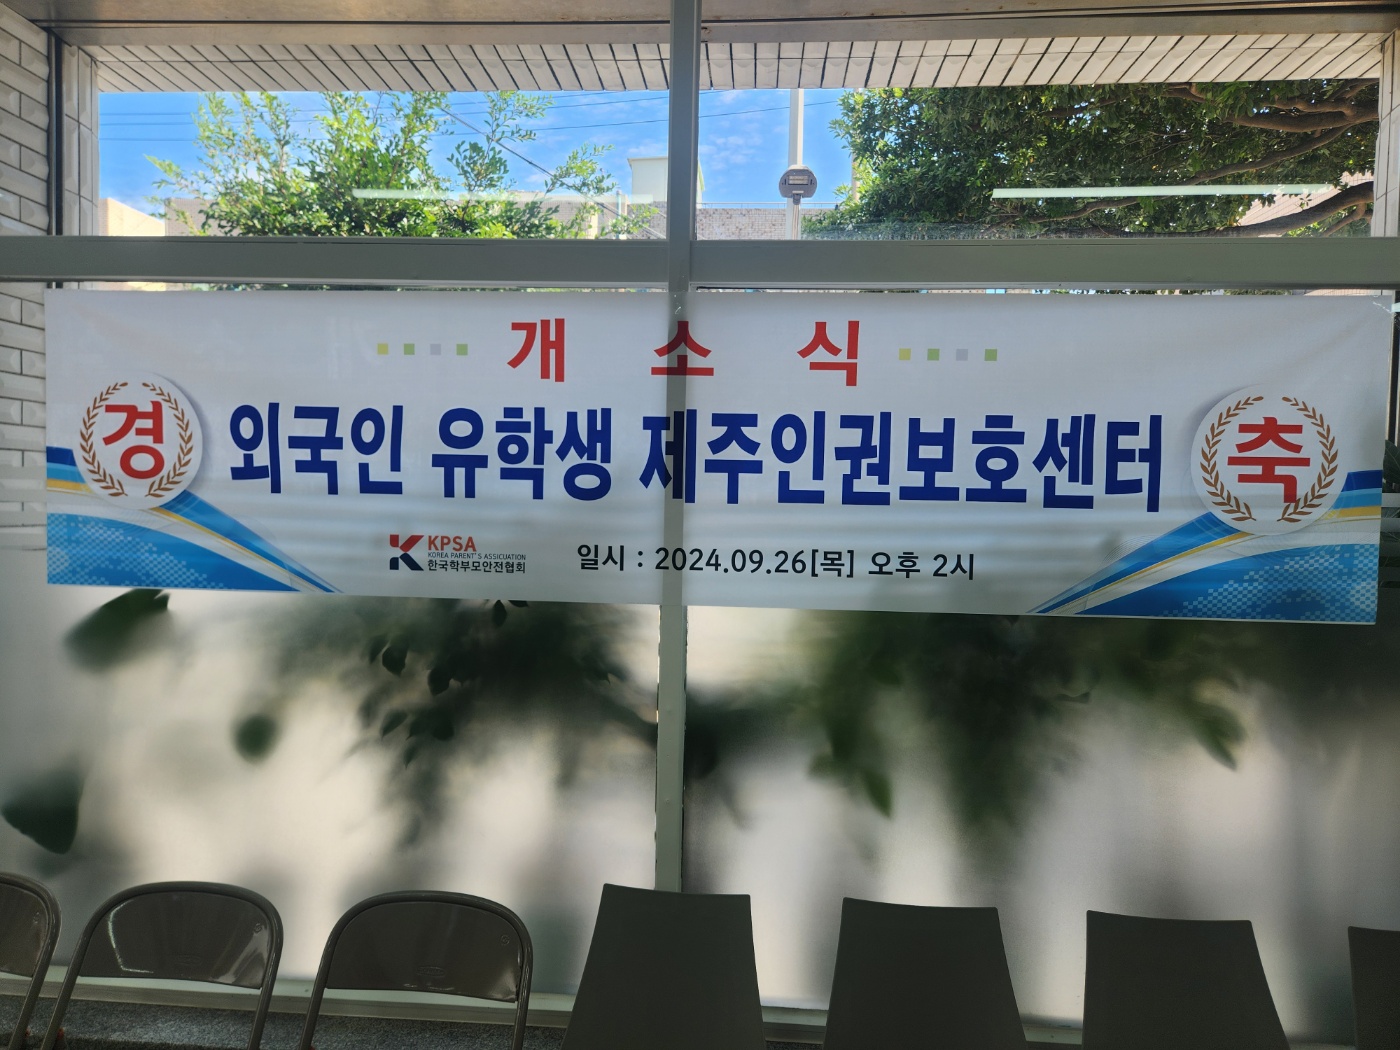 개 소 식
경
외국인 유학생 제주인권보호센터
축
KPSA
KOREA PARENT'S ASSICUATION
한국학부모안전협회
일시 : 2024.09.26[목] 오후 2시